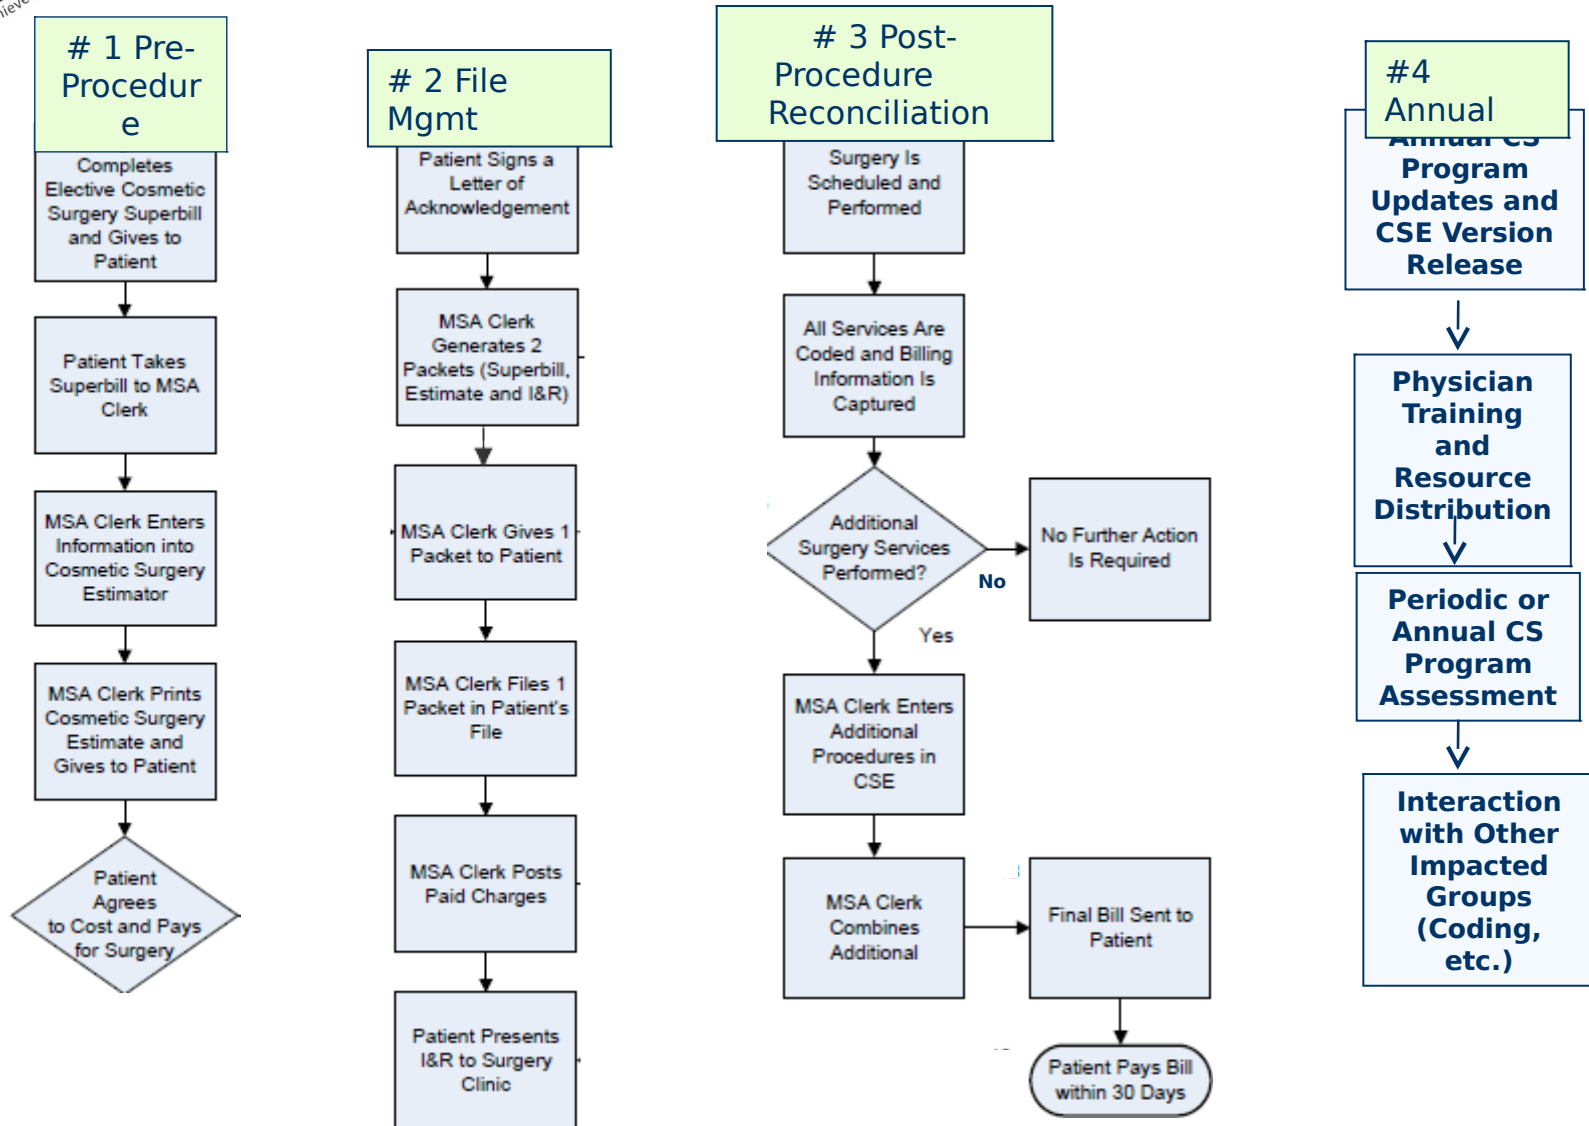 # 1 Pre-
Procedur
e
Completes
Elective Cosmetic
Surgery Superbill
and Gives to
Patient
Patient Takes
Superbill to MSA
Clerk
MSA Clerk Enters
Information into
Cosmetic Surgery
Estimator
MSA Clerk Prints
Cosmetic Surgery
Estimate and
Gives to Patient
Patient
Agrees
to Cost and Pays
for Surgery
# 2 File
Mgmt
Patient Signs a
Letter of
Acknowledgement
MSA Clerk
Generates 2
Packets (Superbill,
Estimate and I&R)
MSA Clerk Gives 1
Packet to Patient
MSA Clerk Files 1
Packet in Patient's
File
MSA Clerk Posts
Paid Charges
Patient Presents
I&R to Surgery
Clinic
# 3 Post-
Procedure
Reconciliation
Surgery Is
Scheduled and
Performed
All Services Are
Coded and Billing
Information Is
Captured
Additional
Surgery Services
Performed?
No
No Further Action
Is Required
Yes
MSA Clerk Enters
Additional
Procedures in
CSE
MSA Clerk
Combines
Additional
Final Bill Sent to
Patient
Patient Pays Bill
within 30 Days
#4
Annual
Annual CS
Program
Updates and
CSE Version
Release
Physician
Training
and
Resource
Distribution
Periodic or
Annual CS
Program
Assessment
Interaction
with Other
Impacted
Groups
(Coding,
etc.)